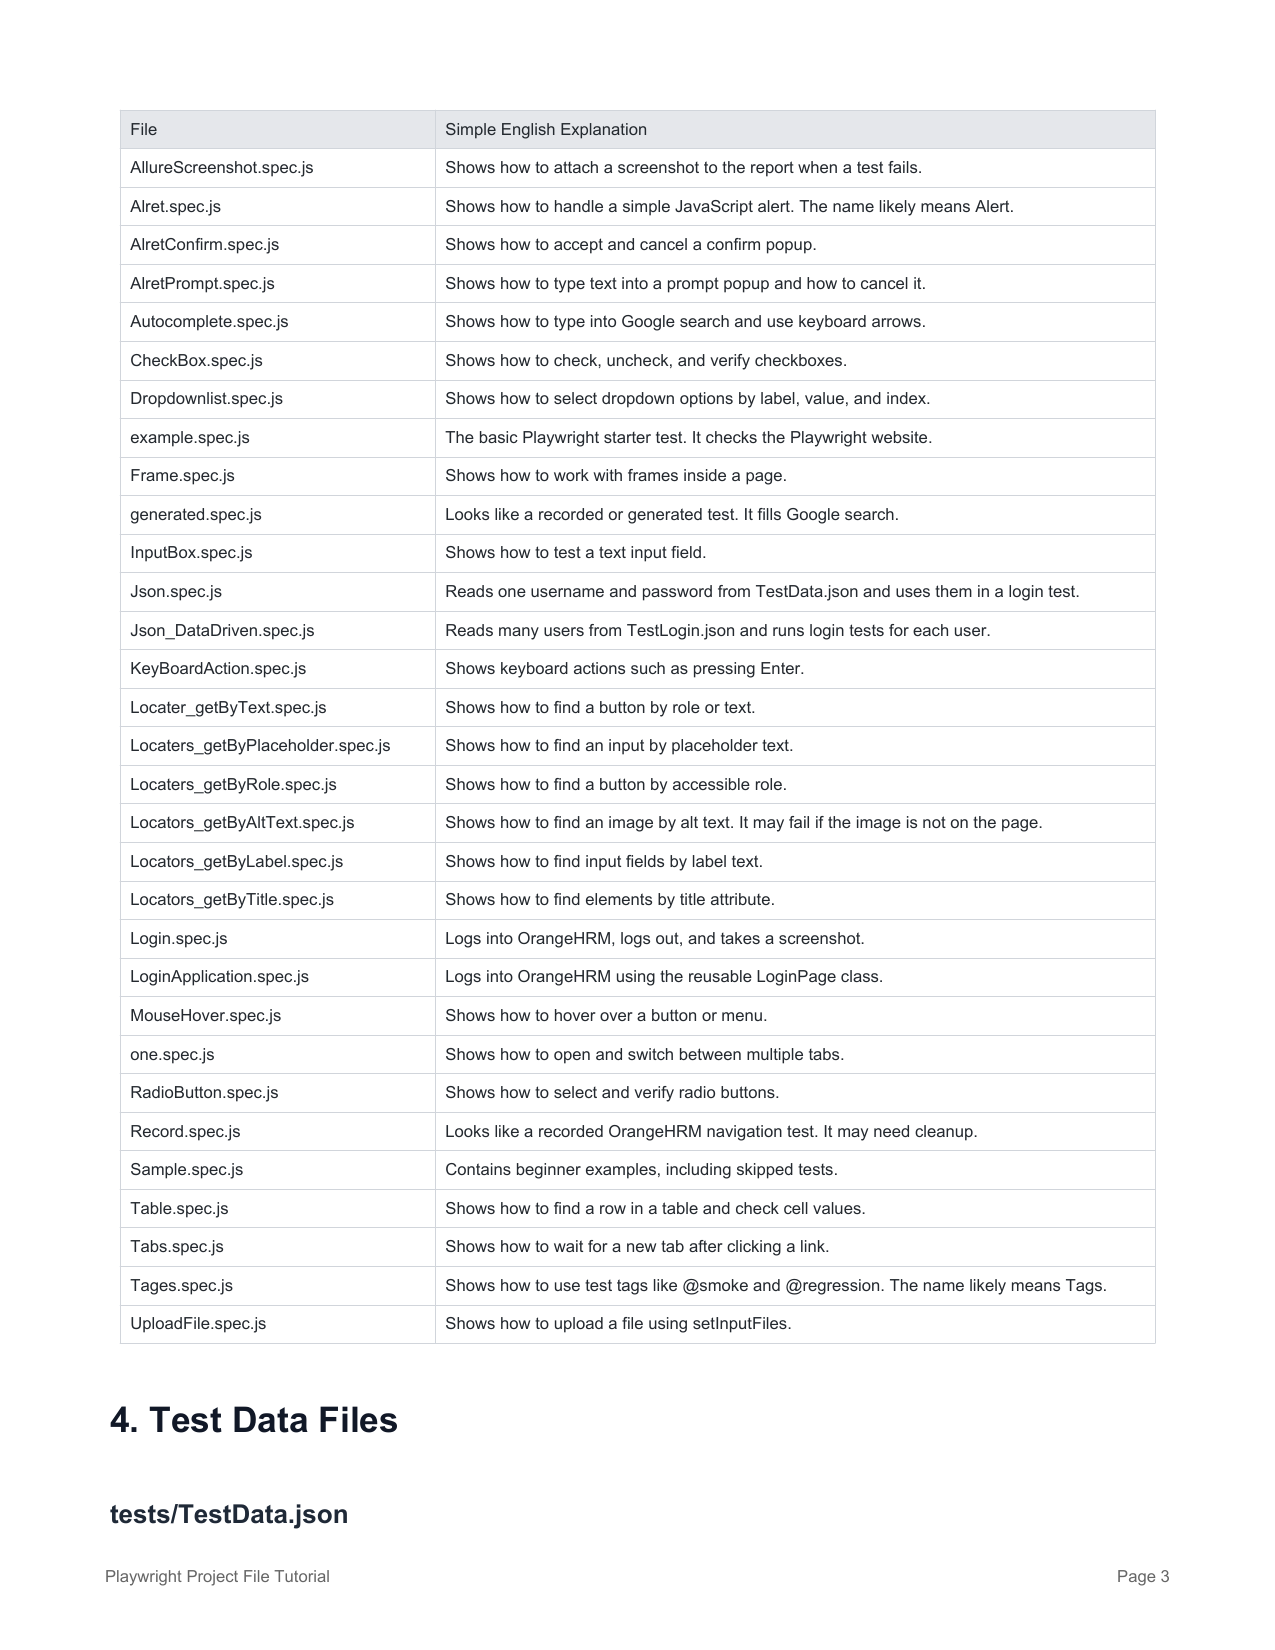 File Simple English Explanation
AllureScreenshot.spec.js Shows how to attach a screenshot to the report when a test fails.
Alret.spec.js Shows how to handle a simple JavaScript alert. The name likely means Alert.
AlretConfirm.spec.js Shows how to accept and cancel a confirm popup.
AlretPrompt.spec.js Shows how to type text into a prompt popup and how to cancel it.
Autocomplete.spec.js Shows how to type into Google search and use keyboard arrows.
CheckBox.spec.js Shows how to check, uncheck, and verify checkboxes.
Dropdownlist.spec.js Shows how to select dropdown options by label, value, and index.
example.spec.js The basic Playwright starter test. It checks the Playwright website.
Frame.spec.js Shows how to work with frames inside a page.
generated.spec.js Looks like a recorded or generated test. It fills Google search.
InputBox.spec.js Shows how to test a text input field.
Json.spec.js Reads one username and password from TestData.json and uses them in a login test.
Json_DataDriven.spec.js Reads many users from TestLogin.json and runs login tests for each user.
KeyBoardAction.spec.js Shows keyboard actions such as pressing Enter.
Locater_getByText.spec.js Shows how to find a button by role or text.
Locaters_getByPlaceholder.spec.js Shows how to find an input by placeholder text.
Locaters_getByRole.spec.js Shows how to find a button by accessible role.
Locators_getByAltText.spec.js Shows how to find an image by alt text. It may fail if the image is not on the page.
Locators_getByLabel.spec.js Shows how to find input fields by label text.
Locators_getByTitle.spec.js Shows how to find elements by title attribute.
Login.spec.js Logs into OrangeHRM, logs out, and takes a screenshot.
LoginApplication.spec.js Logs into OrangeHRM using the reusable LoginPage class.
MouseHover.spec.js Shows how to hover over a button or menu.
one.spec.js Shows how to open and switch between multiple tabs.
RadioButton.spec.js Shows how to select and verify radio buttons.
Record.spec.js Looks like a recorded OrangeHRM navigation test. It may need cleanup.
Sample.spec.js Contains beginner examples, including skipped tests.
Table.spec.js Shows how to find a row in a table and check cell values.
Tabs.spec.js Shows how to wait for a new tab after clicking a link.
Tages.spec.js Shows how to use test tags like @smoke and @regression. The name likely means Tags.
UploadFile.spec.js Shows how to upload a file using setInputFiles.
4. Test Data Files
tests/TestData.json
Playwright Project File Tutorial Page 3